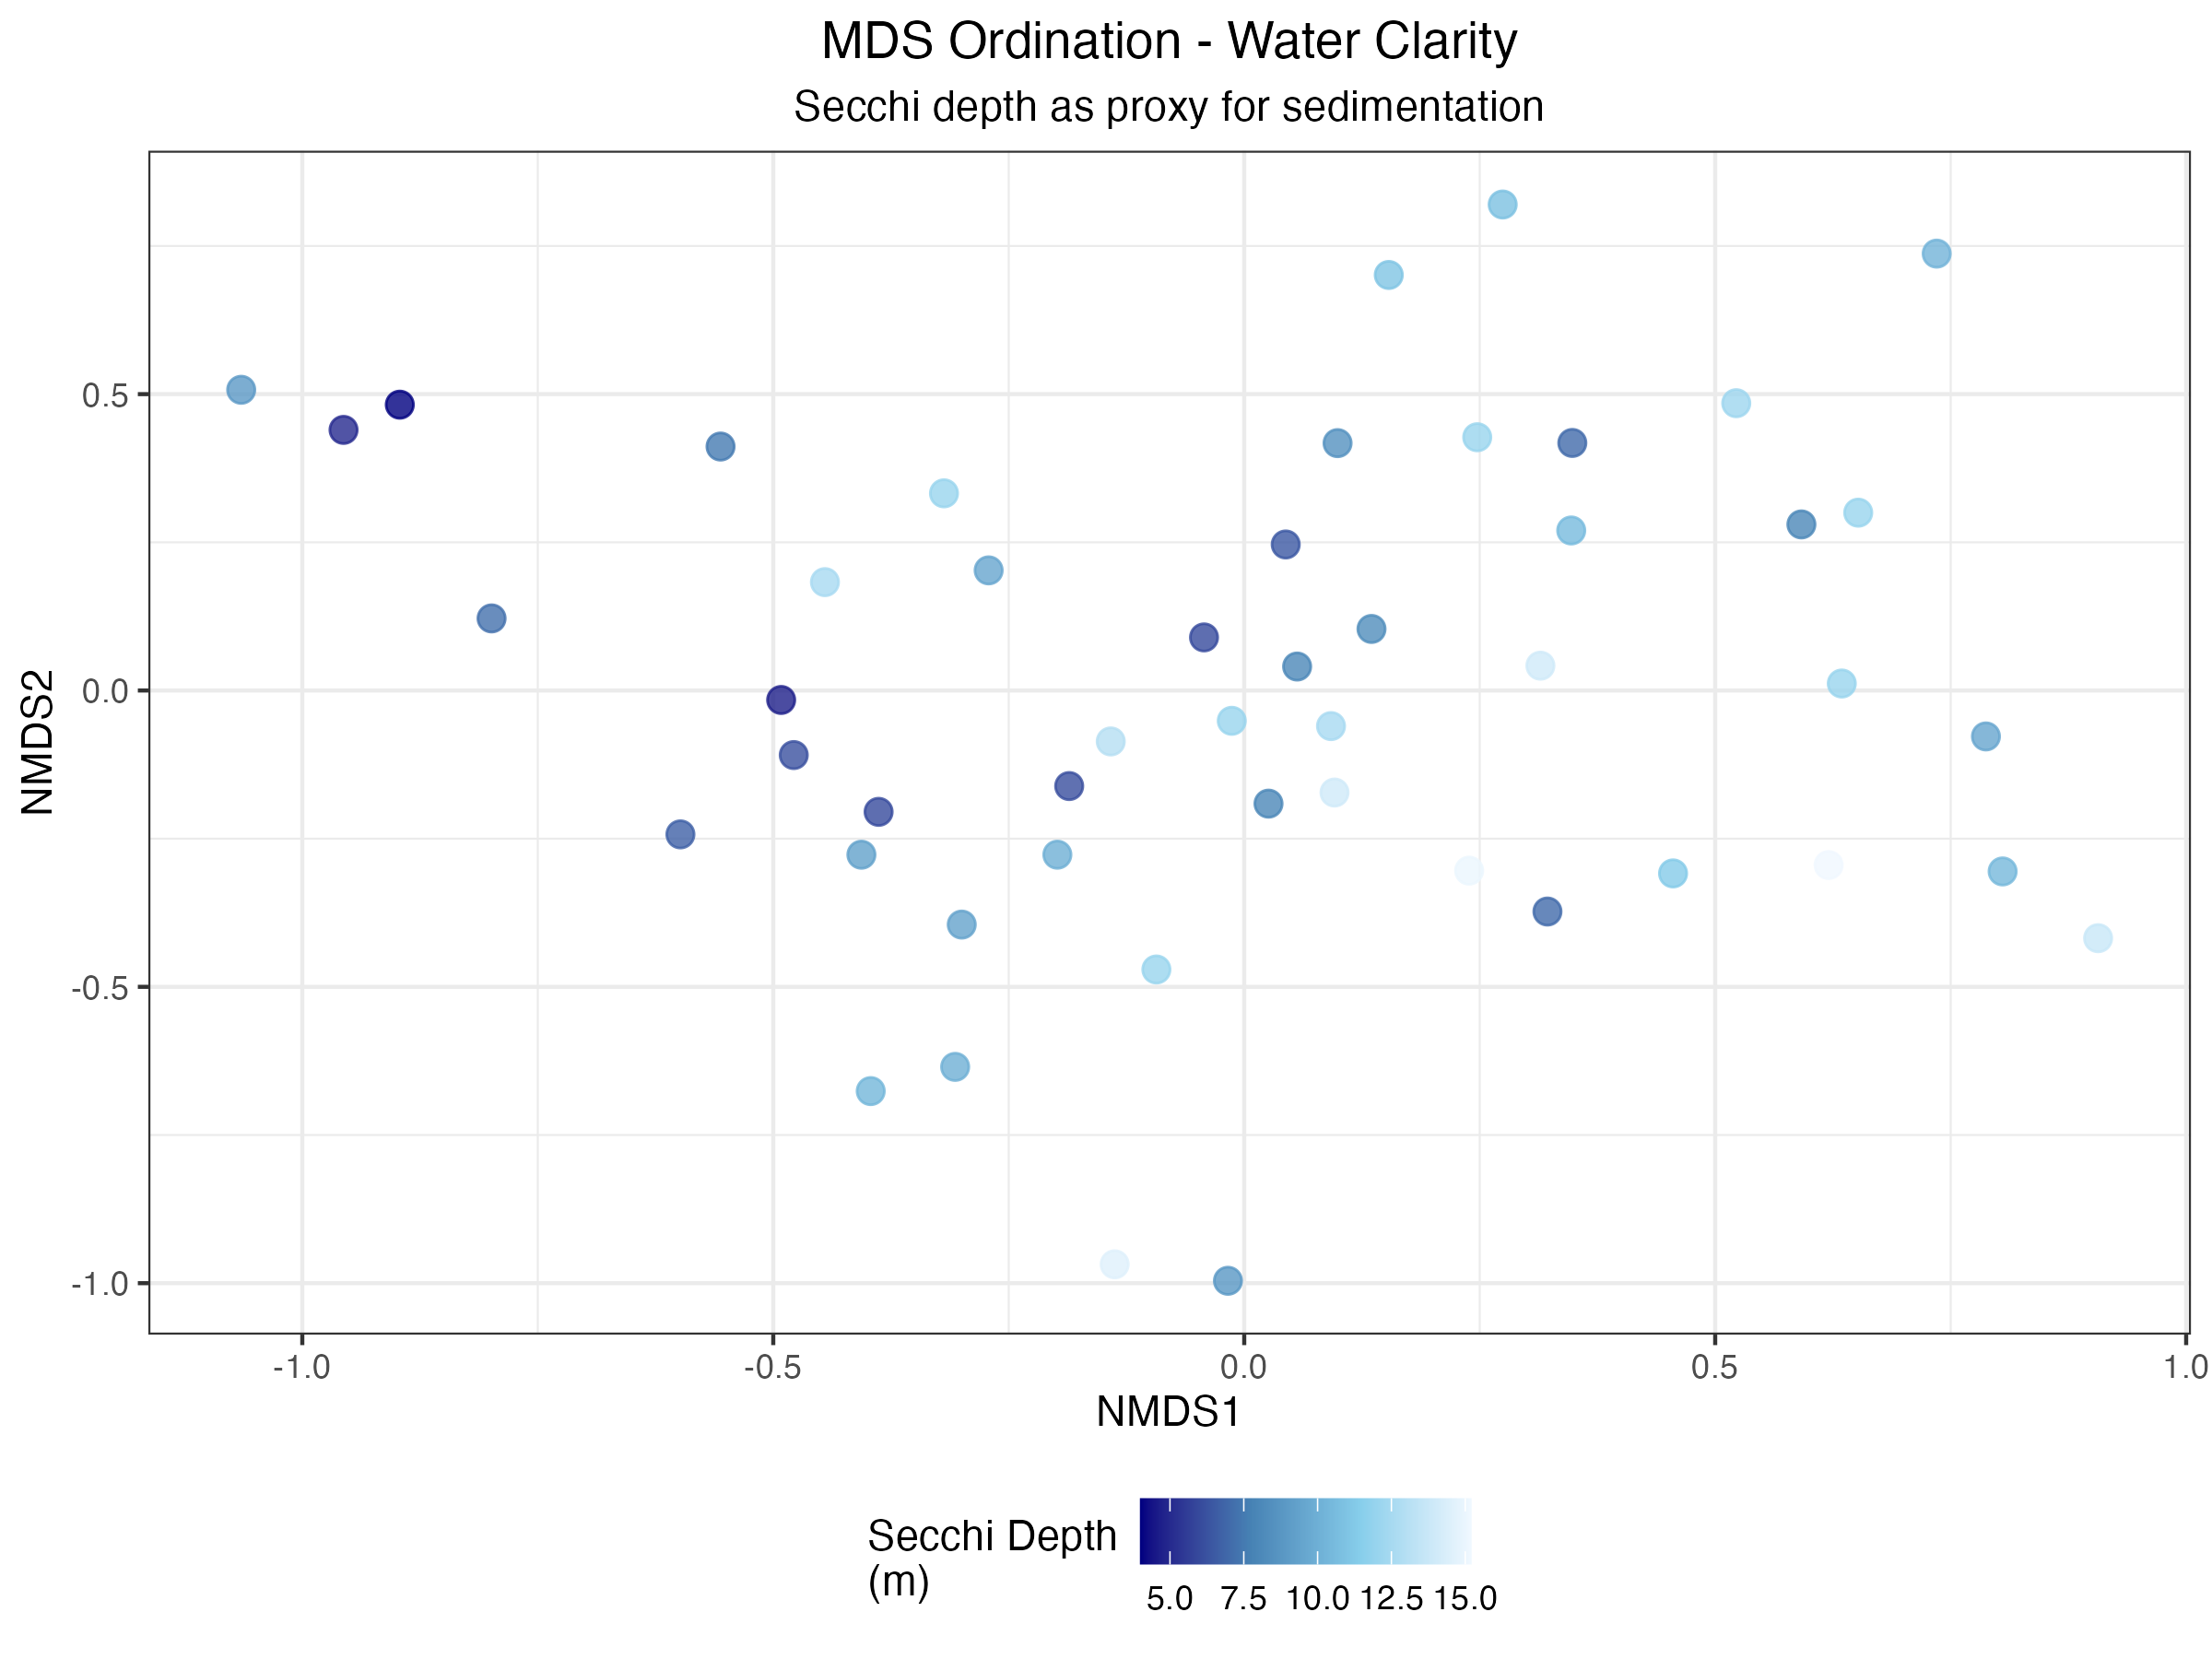 MDS Ordination - Water Clarity
Secchi depth as proxy for sedimentation
NMDS2
0.5
0.0
-0.5
-1.0
-1.0 -0.5 0.0 0.5 1.0
NMDS1
Secchi Depth
(m)
5.0 7.5 10.0 12.5 15.0